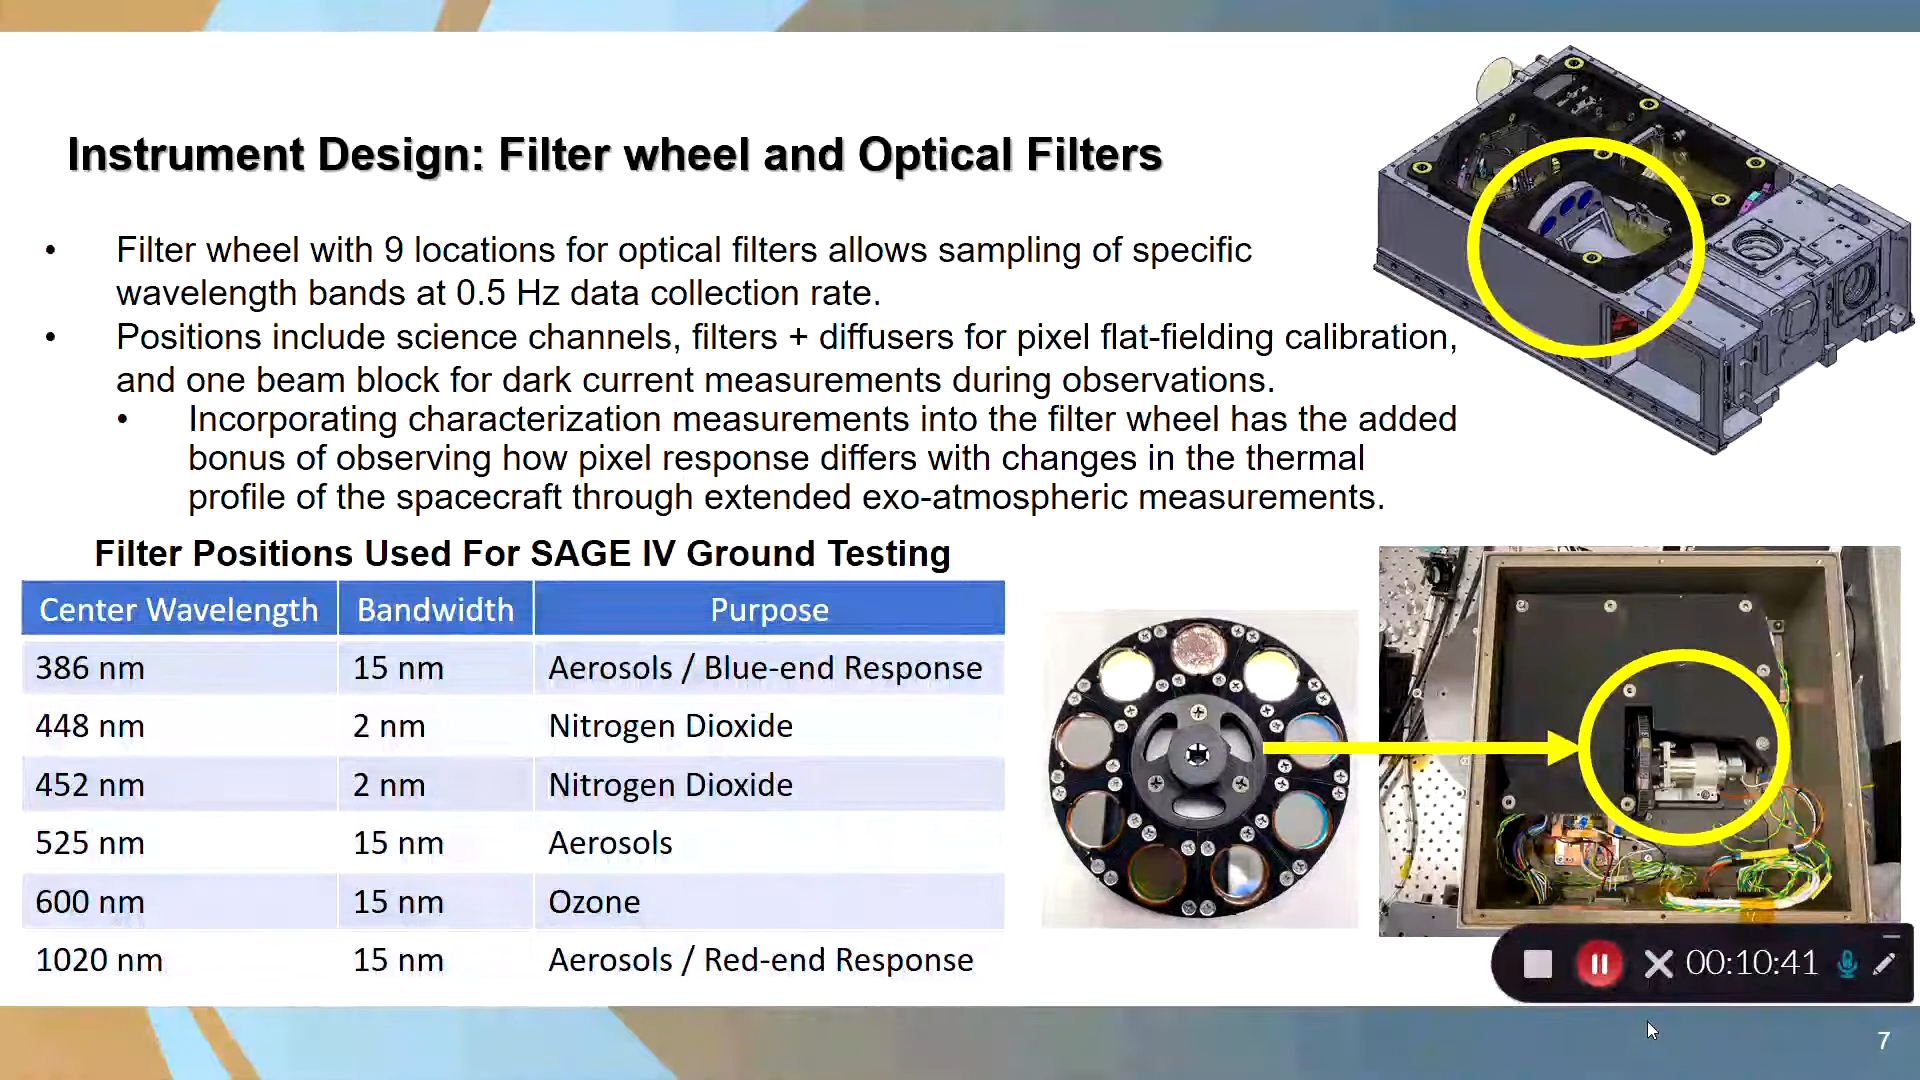 Instrument Design: Filter wheel and Optical Filters
• Filter wheel with 9 locations for optical filters allows sampling of specific
wavelength bands at 0.5 Hz data collection rate.
• Positions include science channels, filters + diffusers for pixel flat-fielding calibration,
and one beam block for dark current measurements during observations.
• Incorporating characterization measurements into the filter wheel has the added
bonus of observing how pixel response differs with changes in the thermal
profile of the spacecraft through extended exo-atmospheric measurements.
Filter Positions Used For SAGE IV Ground Testing
Center Wavelength Bandwidth Purpose
386 nm 15 nm Aerosols / Blue-end Response
448 nm 2 nm Nitrogen Dioxide
452 nm 2 nm Nitrogen Dioxide
525 nm 15 nm Aerosols
600 nm 15 nm Ozone
1020 nm 15 nm Aerosols / Red-end Response
00:10:41
7